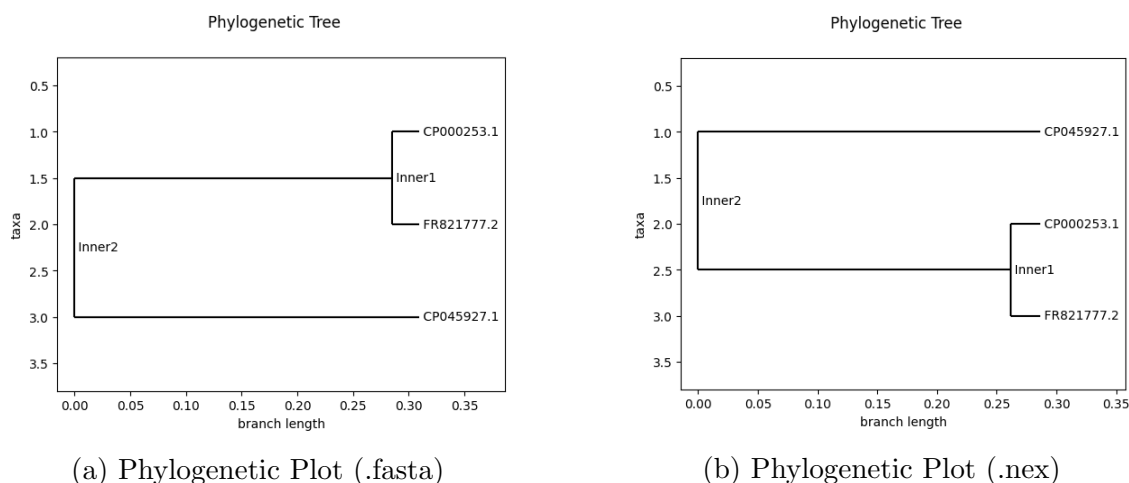 Phylogenetic Tree
0.5
1.0
1.5
2.0
2.5
3.0
3.5
taxa
CP000253.1
Inner1
FR821777.2
Inner2
CP045927.1
0.00 0.05 0.10 0.15 0.20 0.25 0.30 0.35
branch length
(a) Phylogenetic Plot (.fasta)
Phylogenetic Tree
0.5
1.0
1.5
2.0
2.5
3.0
3.5
taxa
CP045927.1
Inner2
CP000253.1
Inner1
FR821777.2
0.00 0.05 0.10 0.15 0.20 0.25 0.30 0.35
branch length
(b) Phylogenetic Plot (.nex)